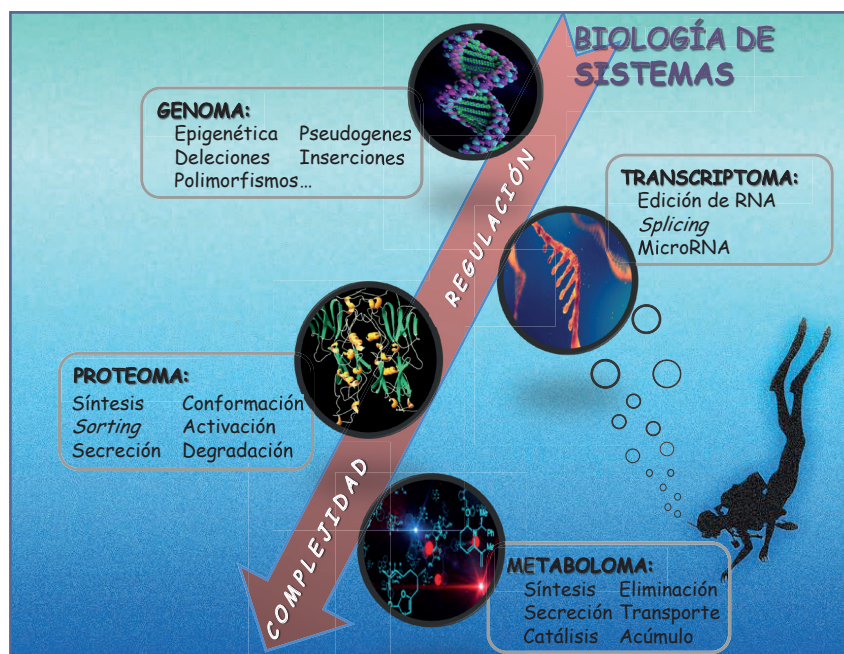 BIOLOGÍA DE
SISTEMAS
GENOMA:
Epigenética Pseudogenes
Deleciones Inserciones
Polimorfismos...
REGULACIÓN
TRANSCRIPTOMA:
Edición de RNA
Splicing
MicroRNA
PROTEOMA:
Síntesis Conformación
Sorting Activación
Secreción Degradación
COMPLEJIDAD
METABOLOMA:
Síntesis Eliminación
Secreción Transporte
Catálisis Acúmulo